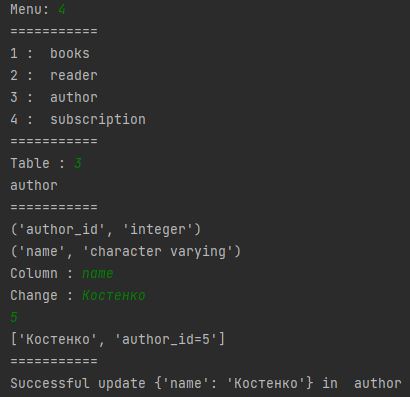 Menu: 4
===========
1 :  books
2 :  reader
3 :  author
4 :  subscription
===========
Table : 3
author
===========
('author_id', 'integer')
('name', 'character varying')
Column : name
Change : Костенко
5
['Костенко', 'author_id=5']
===========
Successful update {'name': 'Костенко'} in  author